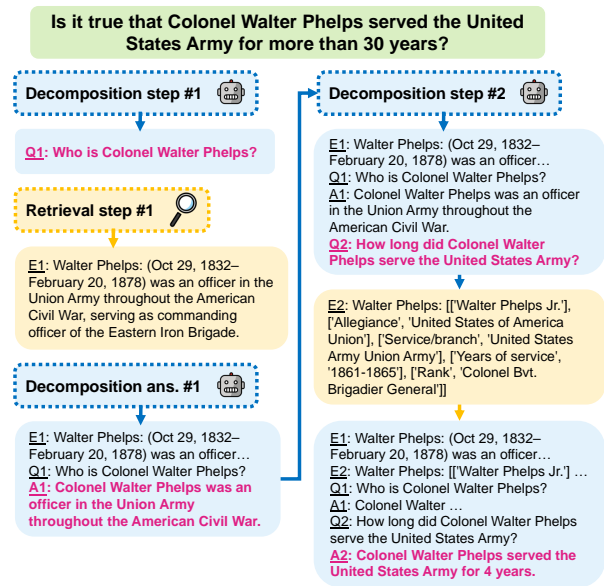 Is it true that Colonel Walter Phelps served the United
States Army for more than 30 years?
Decomposition step #1
Q1: Who is Colonel Walter Phelps?
Retrieval step #1
E1: Walter Phelps: (Oct 29, 1832–
February 20, 1878) was an officer in the
Union Army throughout the American
Civil War, serving as commanding
officer of the Eastern Iron Brigade.
Decomposition ans. #1
E1: Walter Phelps: (Oct 29, 1832–
February 20, 1878) was an officer…
Q1: Who is Colonel Walter Phelps?
A1: Colonel Walter Phelps was an
officer in the Union Army
throughout the American Civil War.
Decomposition step #2
E1: Walter Phelps: (Oct 29, 1832–
February 20, 1878) was an officer…
Q1: Who is Colonel Walter Phelps?
A1: Colonel Walter Phelps was an officer
in the Union Army throughout the
American Civil War.
Q2: How long did Colonel Walter
Phelps serve the United States Army?
E2: Walter Phelps: [['Walter Phelps Jr.'],
['Allegiance', 'United States of America
Union'], ['Service/branch', 'United States
Army Union Army'], ['Years of service',
'1861-1865'], ['Rank', 'Colonel Bvt.
Brigadier General']]
E1: Walter Phelps: (Oct 29, 1832–
February 20, 1878) was an officer…
E2: Walter Phelps: [['Walter Phelps Jr.'] …
Q1: Who is Colonel Walter Phelps?
A1: Colonel Walter …
Q2: How long did Colonel Walter Phelps
serve the United States Army?
A2: Colonel Walter Phelps served the
United States Army for 4 years.